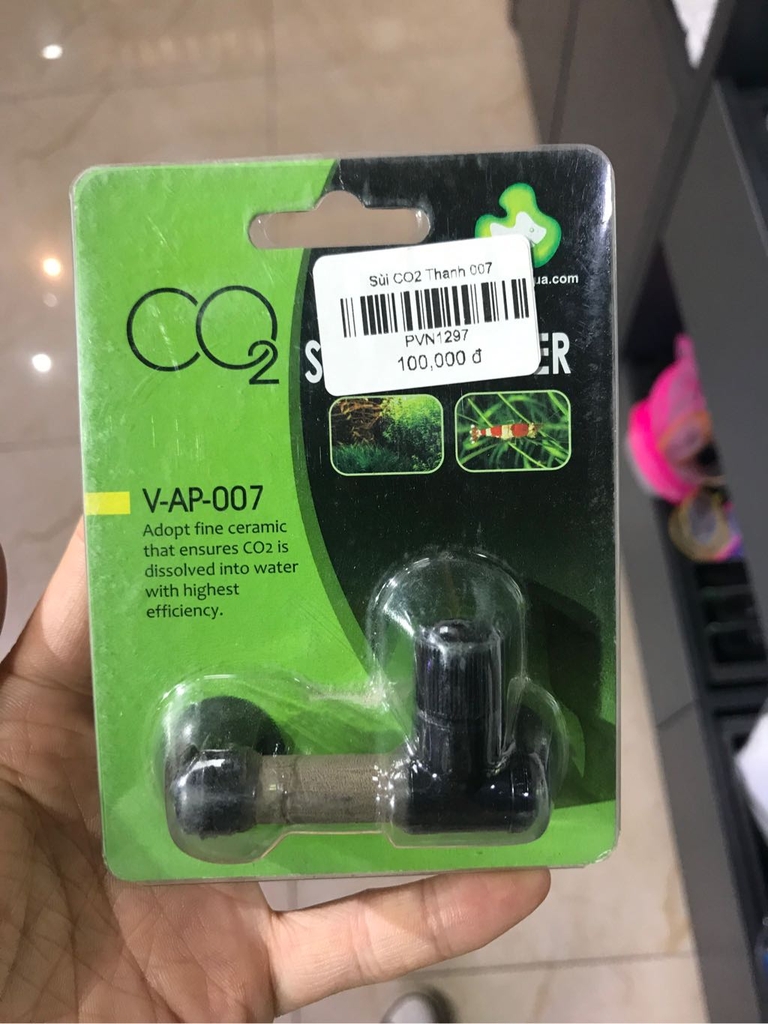 ua.com
Sủi CO2 Thanh 007
PVN1297
100,000 đ
CO2
S ER
V-AP-007
Adopt fine ceramic
that ensures CO2 is
dissolved into water
with highest
efficiency.